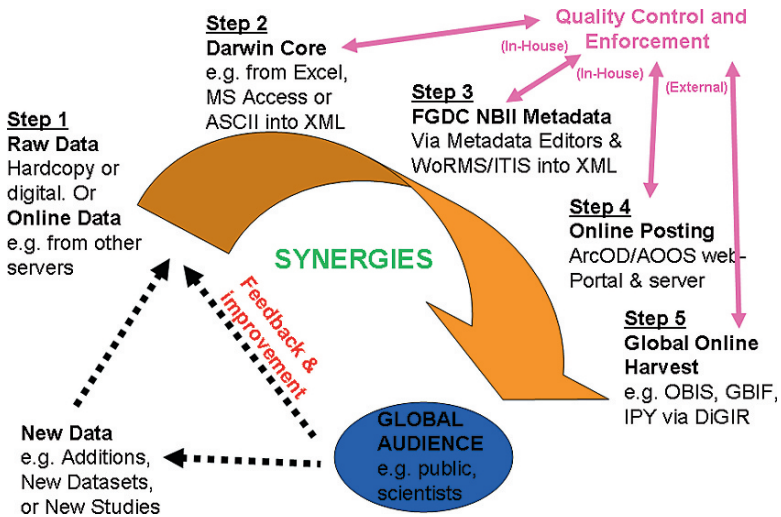 Step 1
Raw Data
Hardcopy or
digital. Or
Online Data
e.g. from other
servers
Step 2
Darwin Core
e.g. from Excel,
MS Access or
ASCII into XML
Quality Control and
Enforcement
(In-House)
(In-House)
(External)
Step 3
FGDC NBII Metadata
Via Metadata Editors &
WoRMS/ITIS into XML
Step 4
Online Posting
ArcOD/AOOS web-
Portal & server
Step 5
Global Online
Harvest
e.g. OBIS, GBIF,
IPY via DiGIR
SYNERGIES
Feedback &
improvement
GLOBAL
AUDIENCE
e.g. public,
scientists
New Data
e.g. Additions,
New Datasets,
or New Studies